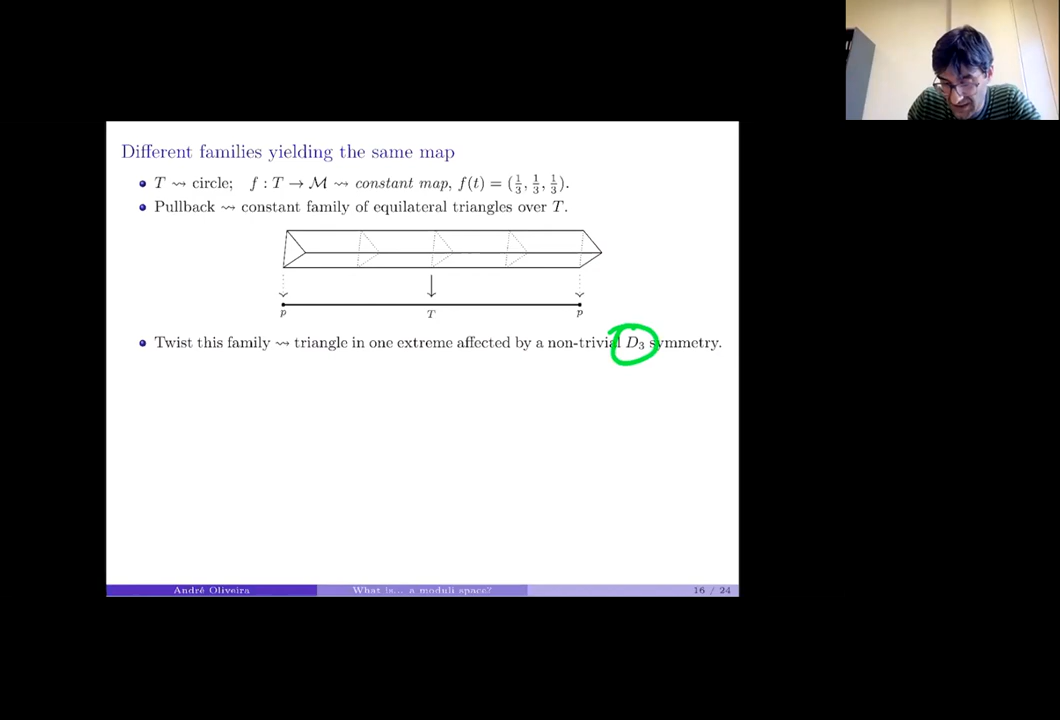 Different families yielding the same map
• T ⇝ circle; f : T → M ⇝ constant map, f(t) = (1/3, 1/3, 1/3).
• Pullback ⇝ constant family of equilateral triangles over T.
p T p
• Twist this family ⇝ triangle in one extreme affected by a non-trivial D₃ symmetry.
André Oliveira What is... a moduli space? 16 / 24